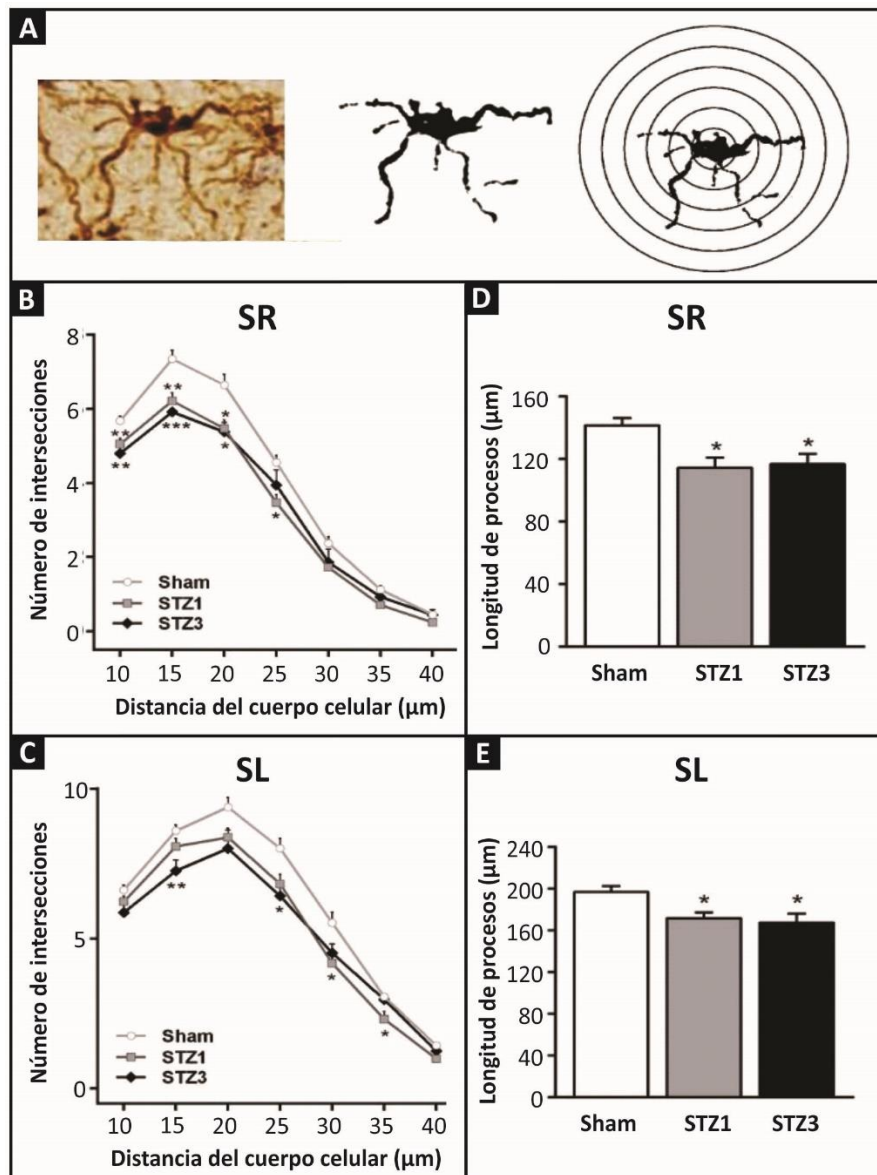 A
B
SR
Número de intersecciones
8
6
4
2
0
**
**
**
***
*
*
*
Sham
STZ1
STZ3
10 15 20 25 30 35 40
Distancia del cuerpo celular (µm)
D
SR
Longitud de procesos (µm)
160
120
80
40
0
*
*
Sham STZ1 STZ3
C
SL
Número de intersecciones
10
5
0
**
*
*
*
Sham
STZ1
STZ3
10 15 20 25 30 35 40
Distancia del cuerpo celular (µm)
E
SL
Longitud de procesos (µm)
240
200
160
120
80
40
0
*
*
Sham STZ1 STZ3